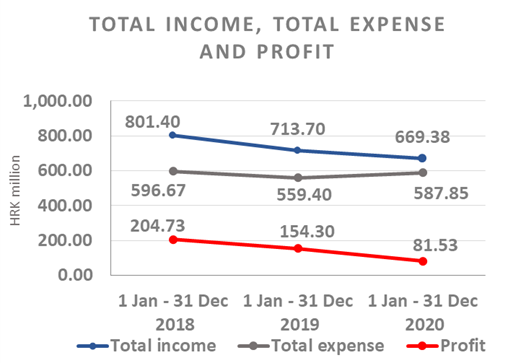 TOTAL INCOME, TOTAL EXPENSE
AND PROFIT
HRK million
1,000.00
800.00
600.00
400.00
200.00
0.00
801.40
713.70
669.38
596.67
559.40
587.85
204.73
154.30
81.53
1 Jan - 31 Dec 1 Jan - 31 Dec 1 Jan - 31 Dec
2018 2019 2020
Total income Total expense Profit